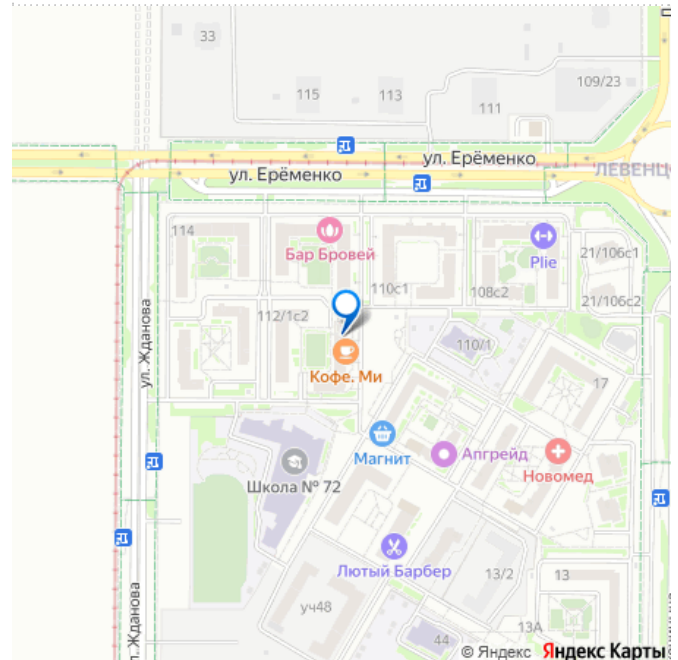 33
109/23
115
113
111
ул. Ерёменко
ул. Ерёменко
ЛЕВЕНЦ
114
Бар Бровей
Plie
21/106с1
110с1
108с2
21/106с2
ул. Жданова
112/1с2
110/1
Кофе. Ми
17
Магнит
Апгрейд
Новомед
Школа № 72
Лютый Барбер
13/2
13
уч48
13А
44
л. Жданова
© Яндекс Яндекс Карты